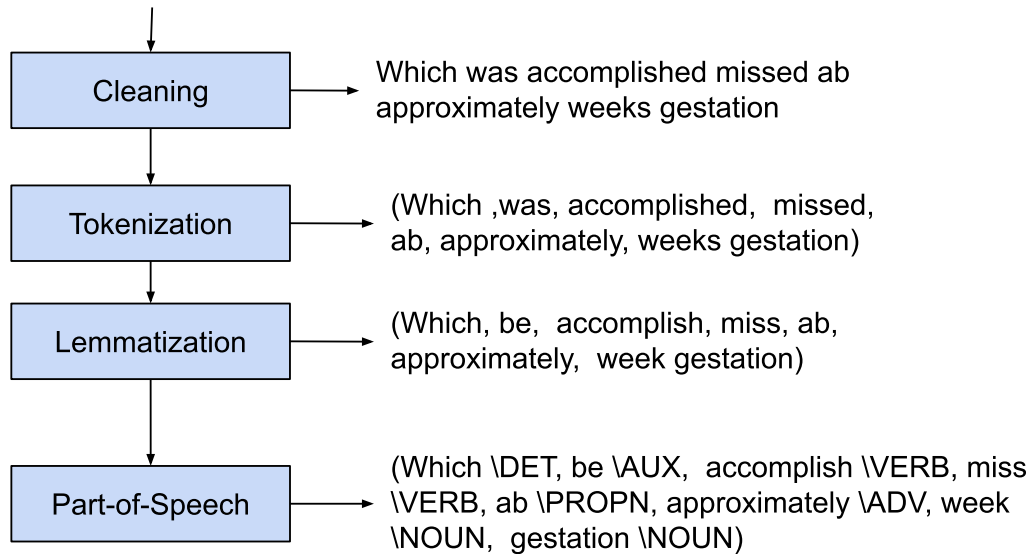 Cleaning
Which was accomplished missed ab
approximately weeks gestation
Tokenization
(Which ,was, accomplished,  missed,
ab, approximately, weeks gestation)
Lemmatization
(Which, be,  accomplish, miss, ab,
approximately,  week gestation)
Part-of-Speech
(Which \DET, be \AUX,  accomplish \VERB, miss
\VERB, ab \PROPN, approximately \ADV, week
\NOUN,  gestation \NOUN)